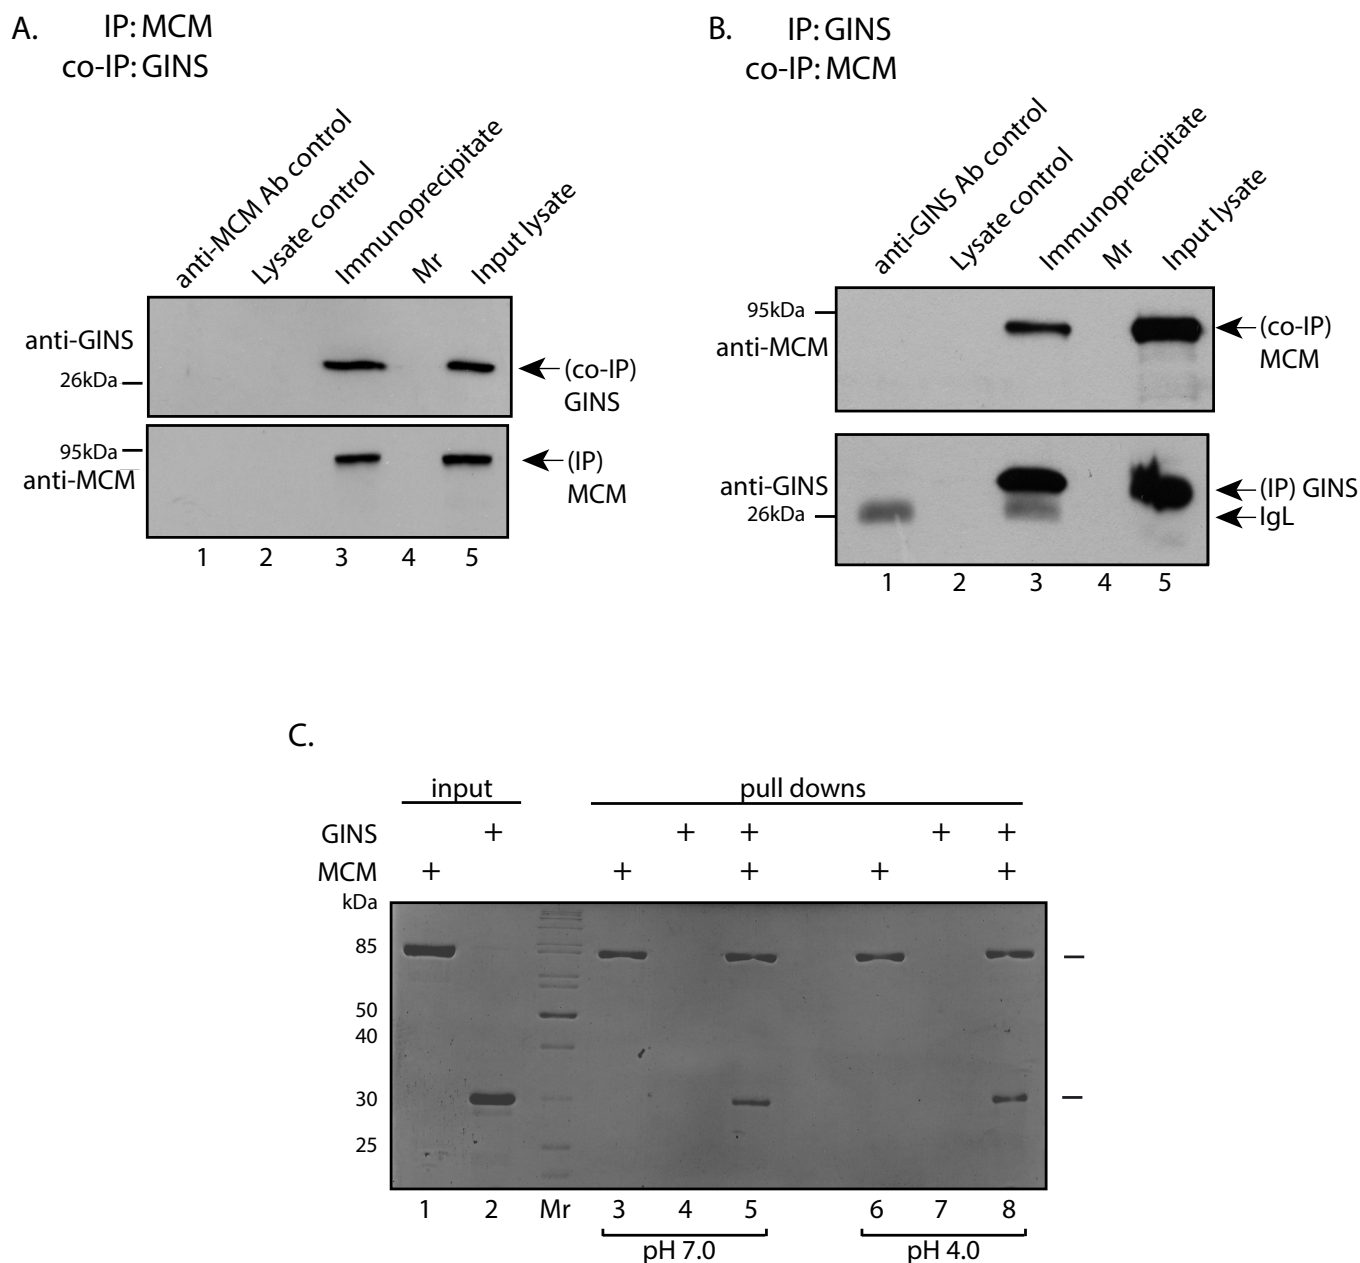 A. IP: MCM
co-IP: GINS
anti-MCM Ab control
Lysate control
Immunoprecipitate
Mr
Input lysate
anti-GINS
26kDa
(co-IP)
GINS
95kDa
anti-MCM
(IP)
MCM
1 2 3 4 5
B. IP: GINS
co-IP: MCM
anti-GINS Ab control
Lysate control
Immunoprecipitate
Mr
Input lysate
95kDa
anti-MCM
(co-IP)
MCM
anti-GINS
26kDa
(IP) GINS
IgL
1 2 3 4 5
C.
input pull downs
GINS + + + + +
MCM + + + + +
kDa
85
50
40
30
25
1 2 Mr 3 4 5 6 7 8
pH 7.0 pH 4.0